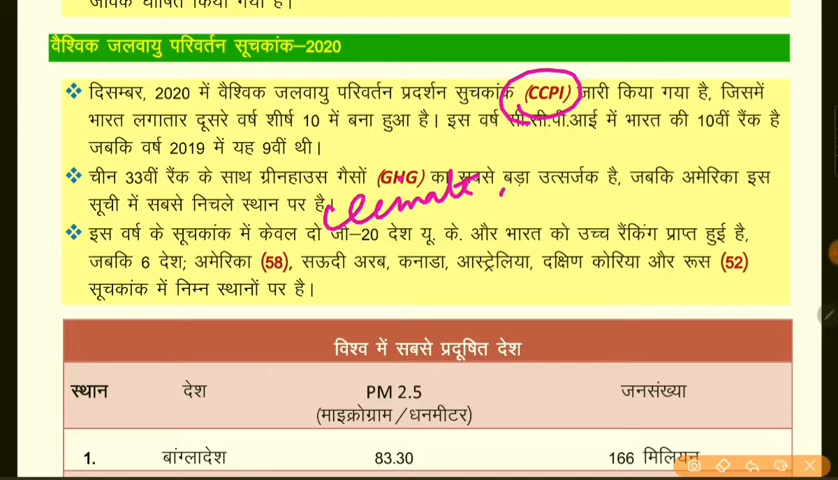 जविक घोषित किया गया है।
वैश्विक जलवायु परिवर्तन सूचकांक–2020
❖ दिसम्बर, 2020 में वैश्विक जलवायु परिवर्तन प्रदर्शन सुचकांक (CCPI) जारी किया गया है, जिसमें
भारत लगातार दूसरे वर्ष शीर्ष 10 में बना हुआ है। इस वर्ष सी.सी.पी.आई में भारत की 10वीं रैंक है
जबकि वर्ष 2019 में यह 9वीं थी।
❖ चीन 33वीं रैंक के साथ ग्रीनहाउस गैसों (GHG) का सबसे बड़ा उत्सर्जक है, जबकि अमेरिका इस
सूची में सबसे निचले स्थान पर है।
❖ इस वर्ष के सूचकांक में केवल दो जी–20 देश यू. के. और भारत को उच्च रैंकिंग प्राप्त हुई है,
जबकि 6 देश; अमेरिका (58), सऊदी अरब, कनाडा, आस्ट्रेलिया, दक्षिण कोरिया और रूस (52)
सूचकांक में निम्न स्थानों पर है।
विश्व में सबसे प्रदूषित देश
स्थान देश PM 2.5 जनसंख्या
(माइक्रोग्राम/घनमीटर)
1. बांग्लादेश 83.30 166 मिलियन